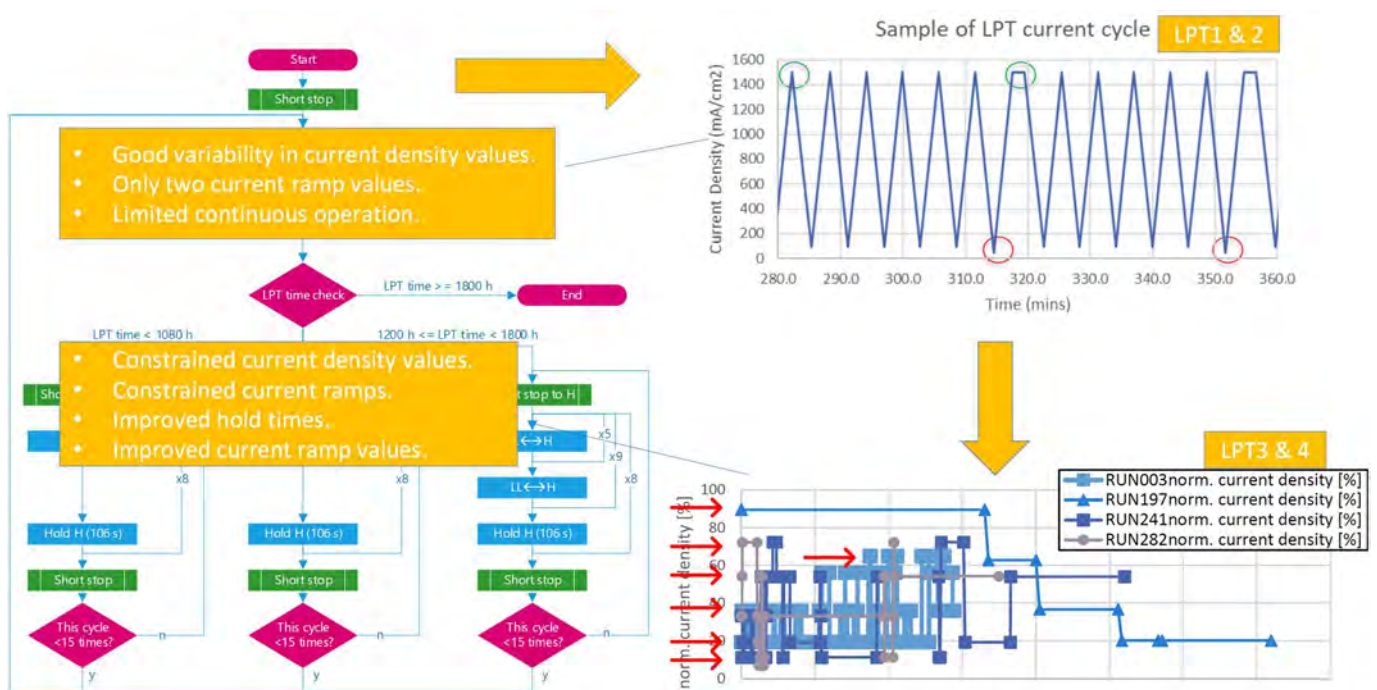 Start
Short stop
• Good variability in current density values.
• Only two current ramp values.
• Limited continuous operation.
LPT time check
LPT time >= 1800 h
End
LPT time < 1080 h
1200 h <= LPT time < 1800 h
• Constrained current density values.
• Constrained current ramps.
• Improved hold times.
• Improved current ramp values.
stop to H
↔H
x5
x9
x8
x8
x8
LL↔H
Hold H (106 s)
Hold H (106 s)
Hold H (106 s)
Short stop
Short stop
Short stop
This cycle
<15 times?
n
This cycle
<15 times?
n
This cycle
<15 times?
n
y
y
y
Sample of LPT current cycle
LPT1 & 2
Current Density (mA/cm2)
1600
1400
1200
1000
800
600
400
200
0
280.0 290.0 300.0 310.0 320.0 330.0 340.0 350.0 360.0
Time (mins)
LPT3 & 4
RUN003norm. current density [%]
RUN197norm. current density [%]
RUN241norm. current density [%]
RUN282norm. current density [%]
norm. current density [%]
100
80
60
40
20
0